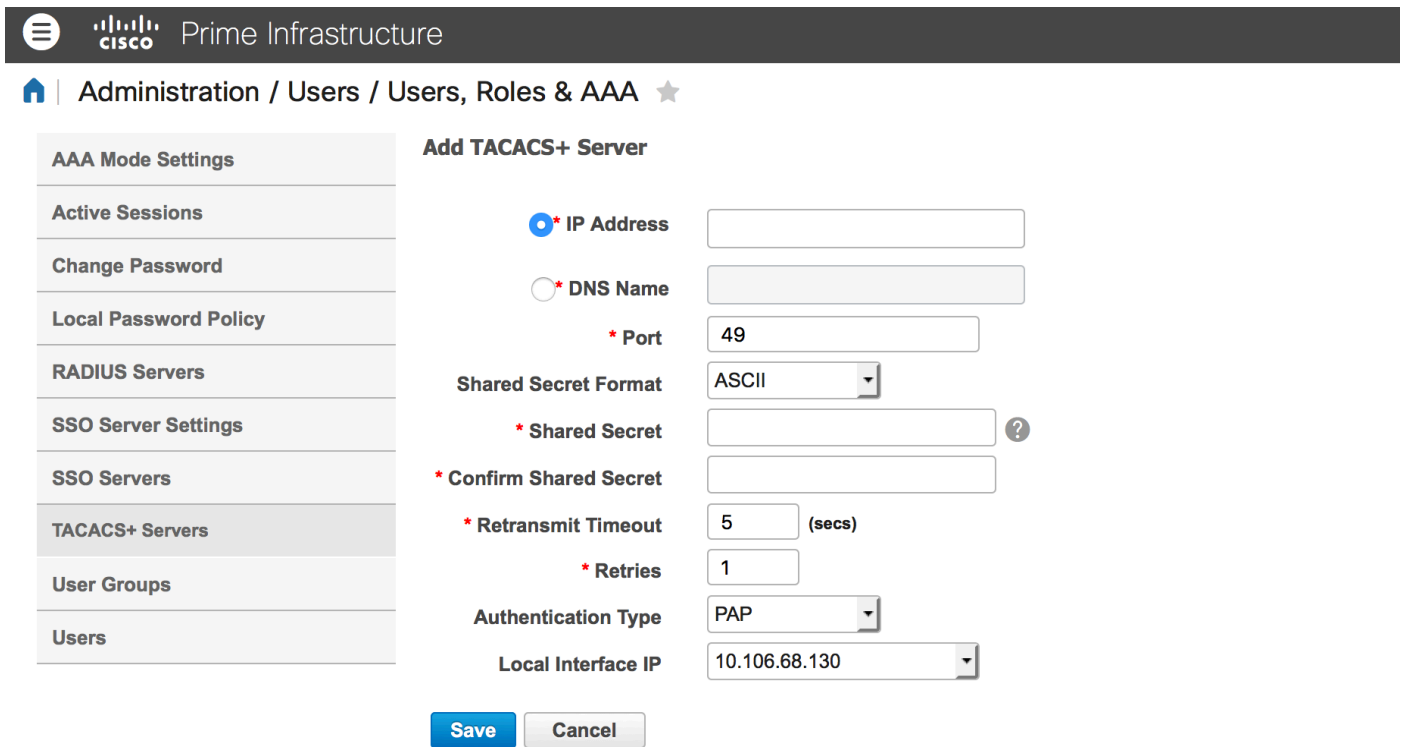 CISCO Prime Infrastructure
Administration / Users / Users, Roles & AAA
AAA Mode Settings
Active Sessions
Change Password
Local Password Policy
RADIUS Servers
SSO Server Settings
SSO Servers
TACACS+ Servers
User Groups
Users
Add TACACS+ Server
* IP Address
* DNS Name
* Port 49
Shared Secret Format ASCII
* Shared Secret ?
* Confirm Shared Secret
* Retransmit Timeout 5 (secs)
* Retries 1
Authentication Type PAP
Local Interface IP 10.106.68.130
Save Cancel